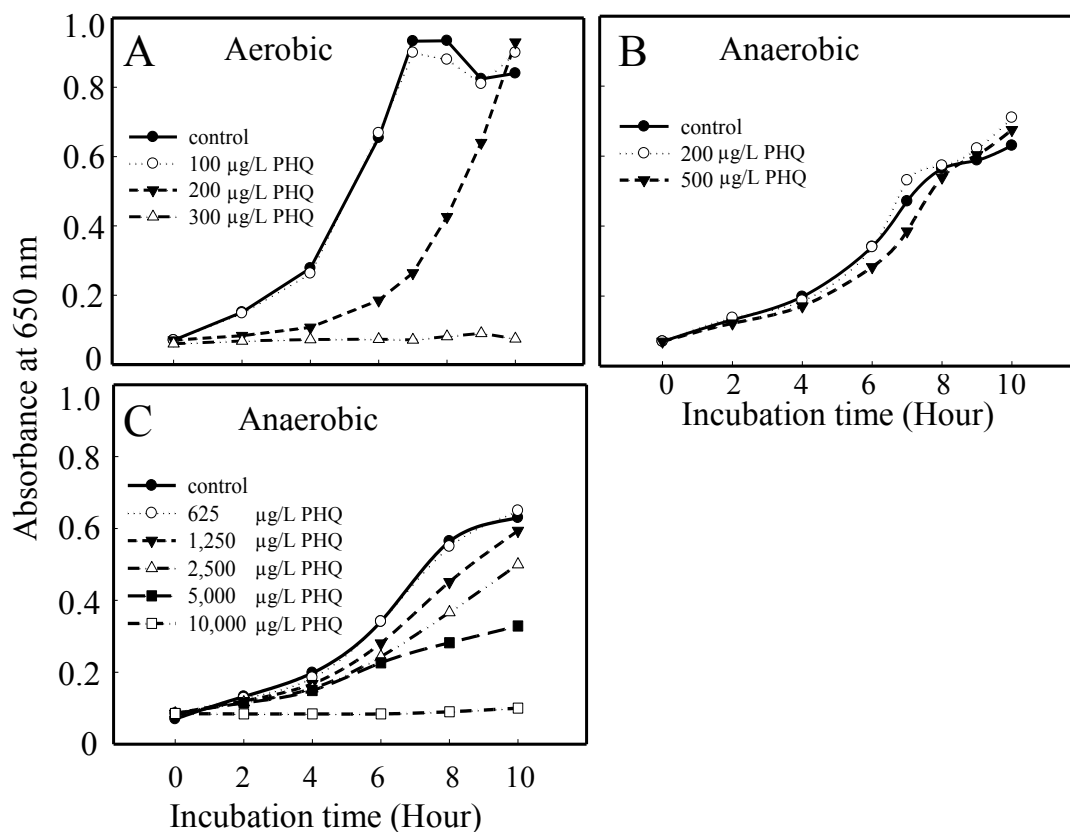 A Aerobic
1.0
0.8
0.6
0.4
0.2
0
control
100 µg/L PHQ
200 µg/L PHQ
300 µg/L PHQ
B Anaerobic
control
200 µg/L PHQ
500 µg/L PHQ
0 2 4 6 8 10
Incubation time (Hour)
Absorbance at 650 nm
C Anaerobic
1.0
0.8
0.6
0.4
0.2
0
control
625 µg/L PHQ
1,250 µg/L PHQ
2,500 µg/L PHQ
5,000 µg/L PHQ
10,000 µg/L PHQ
0 2 4 6 8 10
Incubation time (Hour)